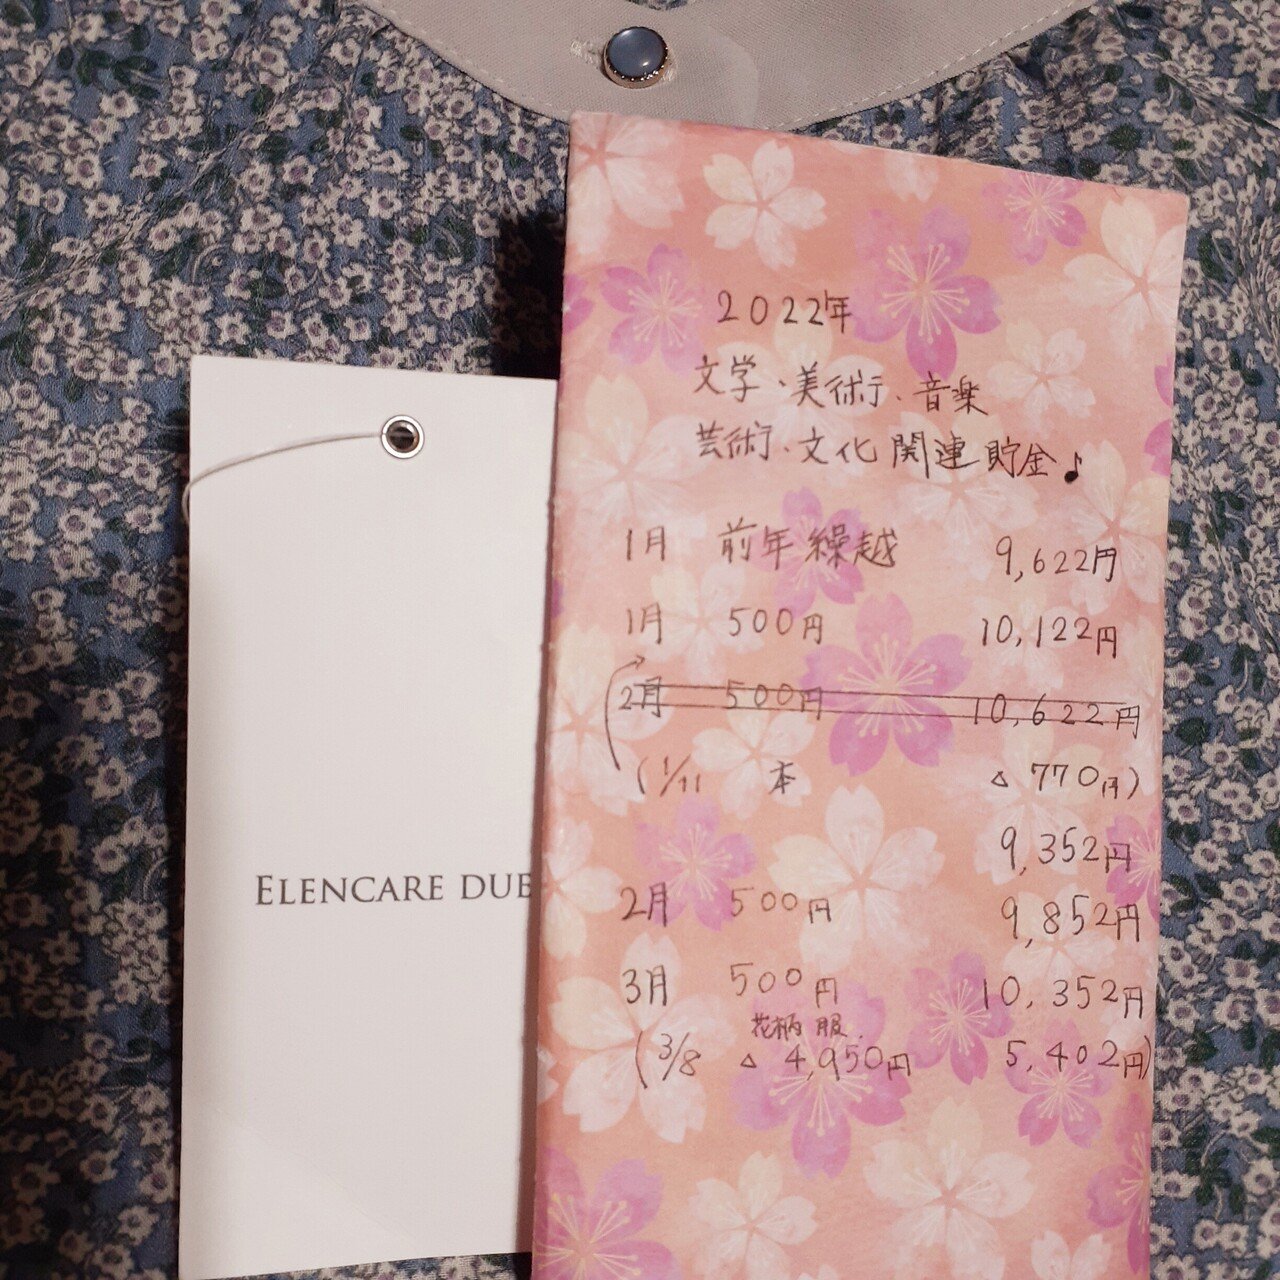 ELENCARE DUE
2022年
文学、美術、音楽
芸術、文化関連貯金♪
1月 前年繰越 9,622円
1月 500円 10,122円
2月 500円 10,622円
(1/11 本 △ 770円)
9,352円
2月 500円 9,852円
3月 500円 10,352円
花柄服
(3/8 △ 4,950円 5,402円)